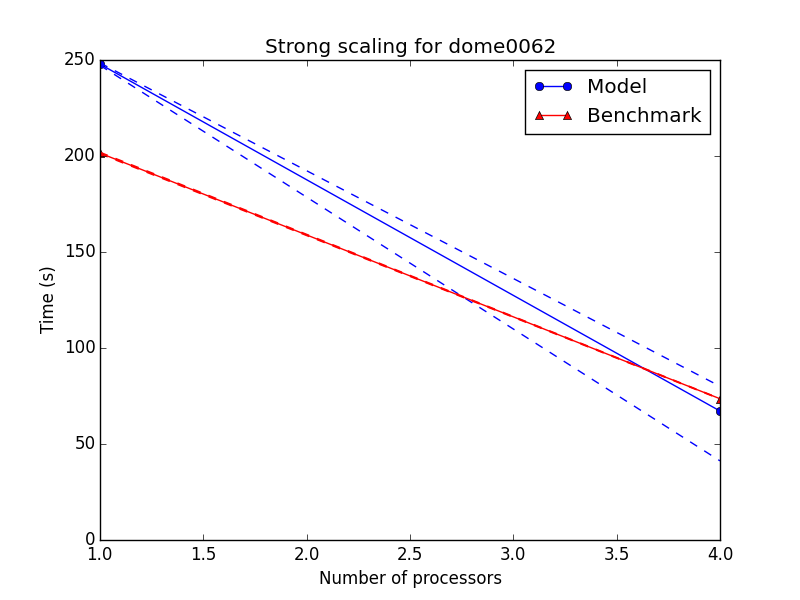 Strong scaling for dome0062
Model
Benchmark
250
200
150
100
50
0
Time (s)
1.0 1.5 2.0 2.5 3.0 3.5 4.0
Number of processors